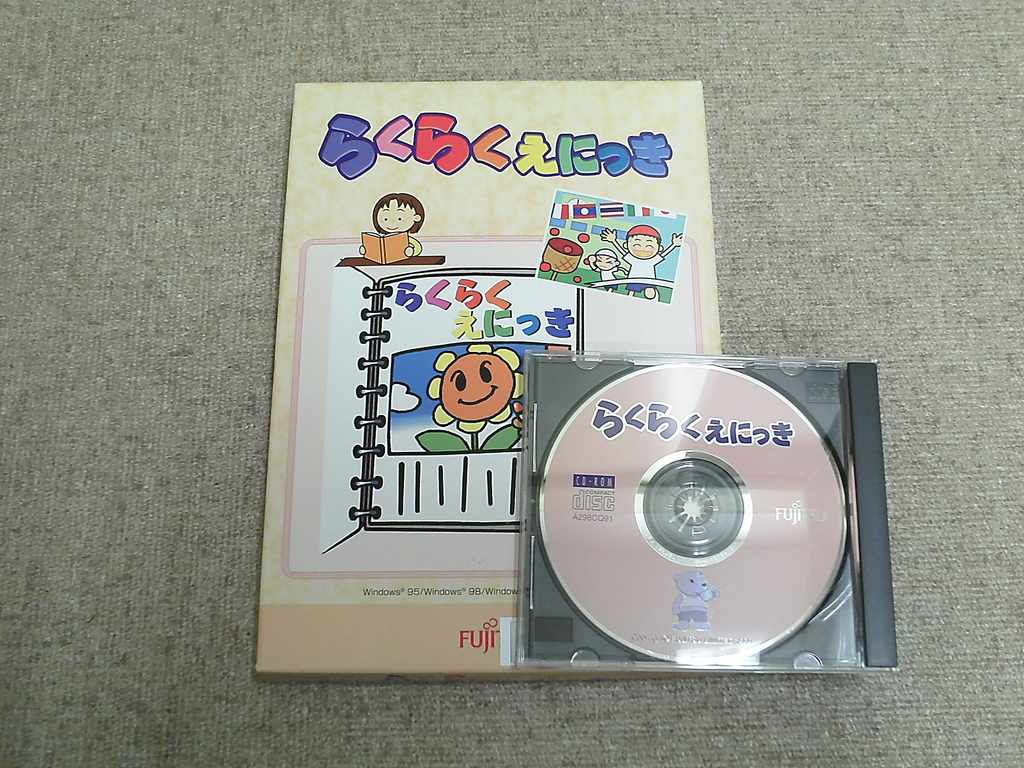 らくらくえにっき
らくらく
えにっき
Windows® 95/Windows® 98/Window
FUJI
らくらくえにっき
CD-ROM
COMPACT
disc
A298CQ91
FUJITSU